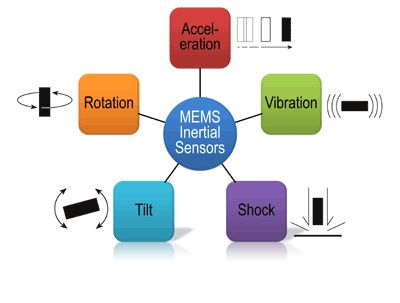 Accel-
eration
Rotation
Vibration
MEMS
Inertial
Sensors
Tilt
Shock